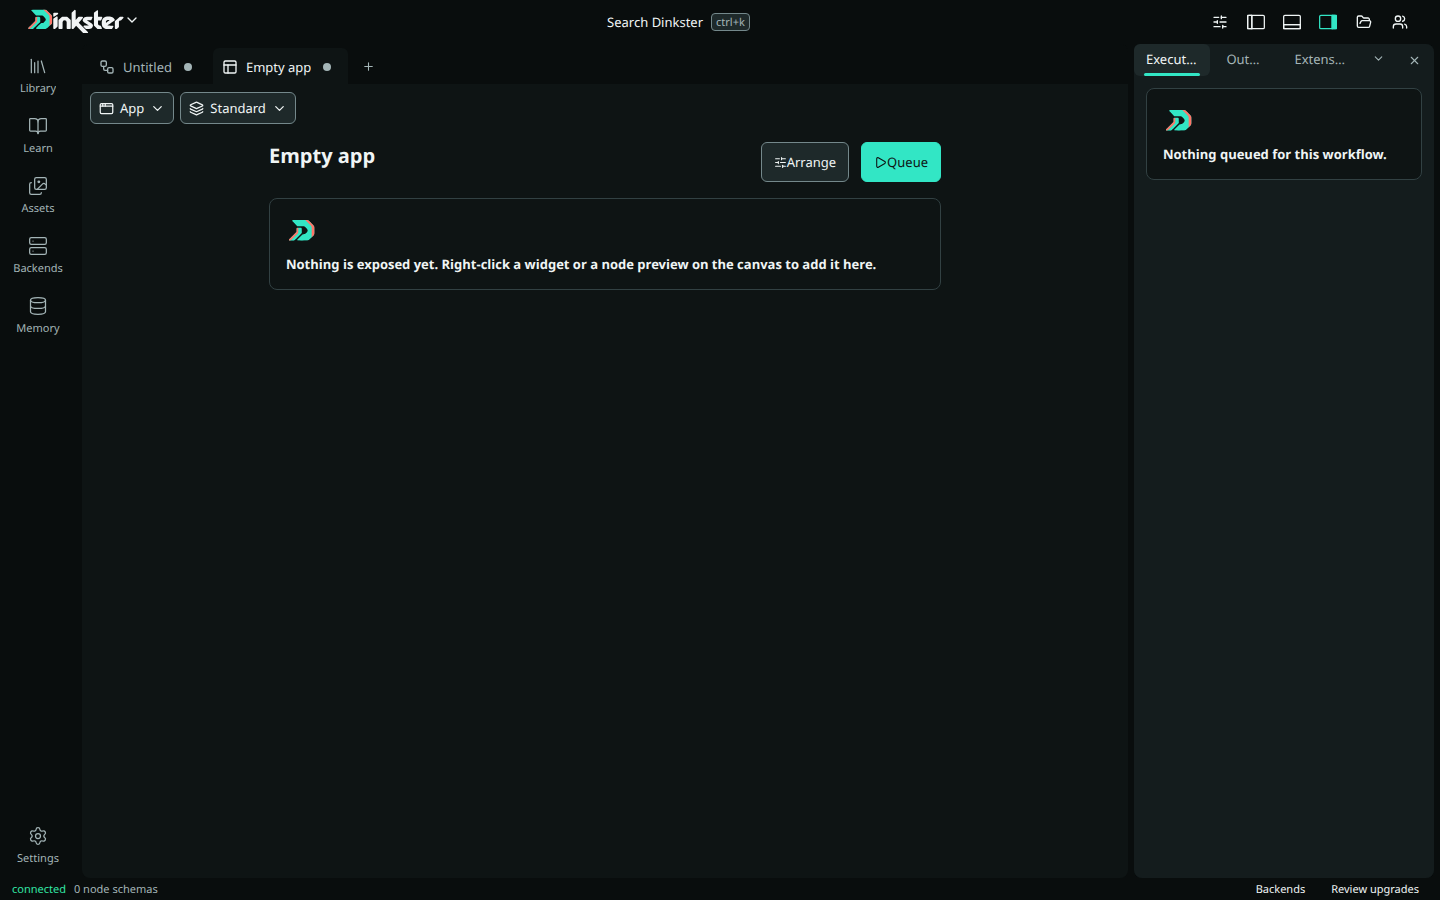 Dinkster
Search Dinkster ctrl+k
Library
Learn
Assets
Backends
Memory
Settings
Untitled
Empty app
App
Standard
Empty app
Arrange
Queue
Nothing is exposed yet. Right-click a widget or a node preview on the canvas to add it here.
Execut...
Out...
Extens...
Nothing queued for this workflow.
connected 0 node schemas
Backends
Review upgrades